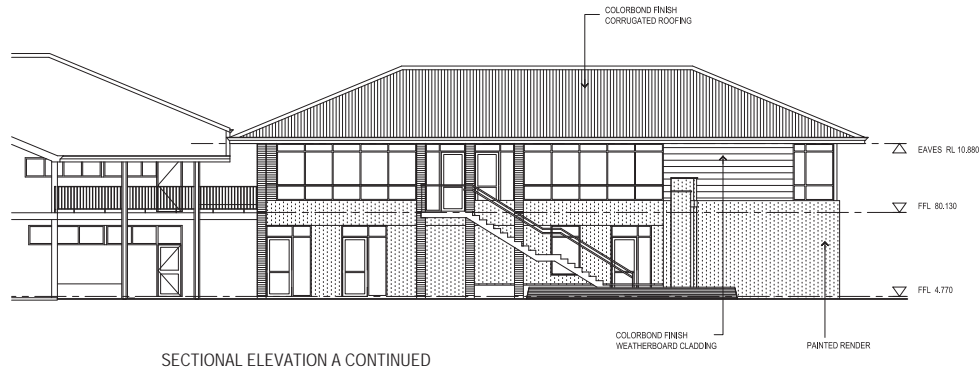 COLORBOND FINISH
CORRUGATED ROOFING
EAVES RL 10.880
FFL 80.130
FFL 4.770
COLORBOND FINISH
WEATHERBOARD CLADDING
PAINTED RENDER
SECTIONAL ELEVATION A CONTINUED